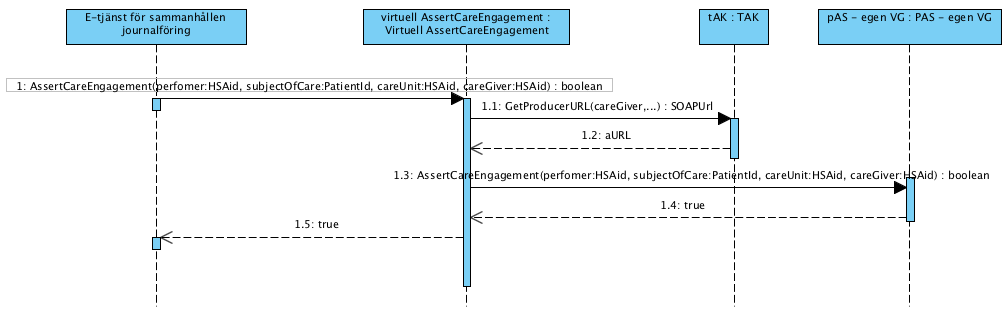 E-tjänst för sammanhållen
journalföring
virtuell AssertCareEngagement :
Virtuell AssertCareEngagement
tAK : TAK
pAS - egen VG : PAS - egen VG
1: AssertCareEngagement(perfomer:HSAid, subjectOfCare:PatientId, careUnit:HSAid, careGiver:HSAid) : boolean
1.1: GetProducerURL(careGiver,...) : SOAPUrl
1.2: aURL
1.3: AssertCareEngagement(perfomer:HSAid, subjectOfCare:PatientId, careUnit:HSAid, careGiver:HSAid) : boolean
1.4: true
1.5: true